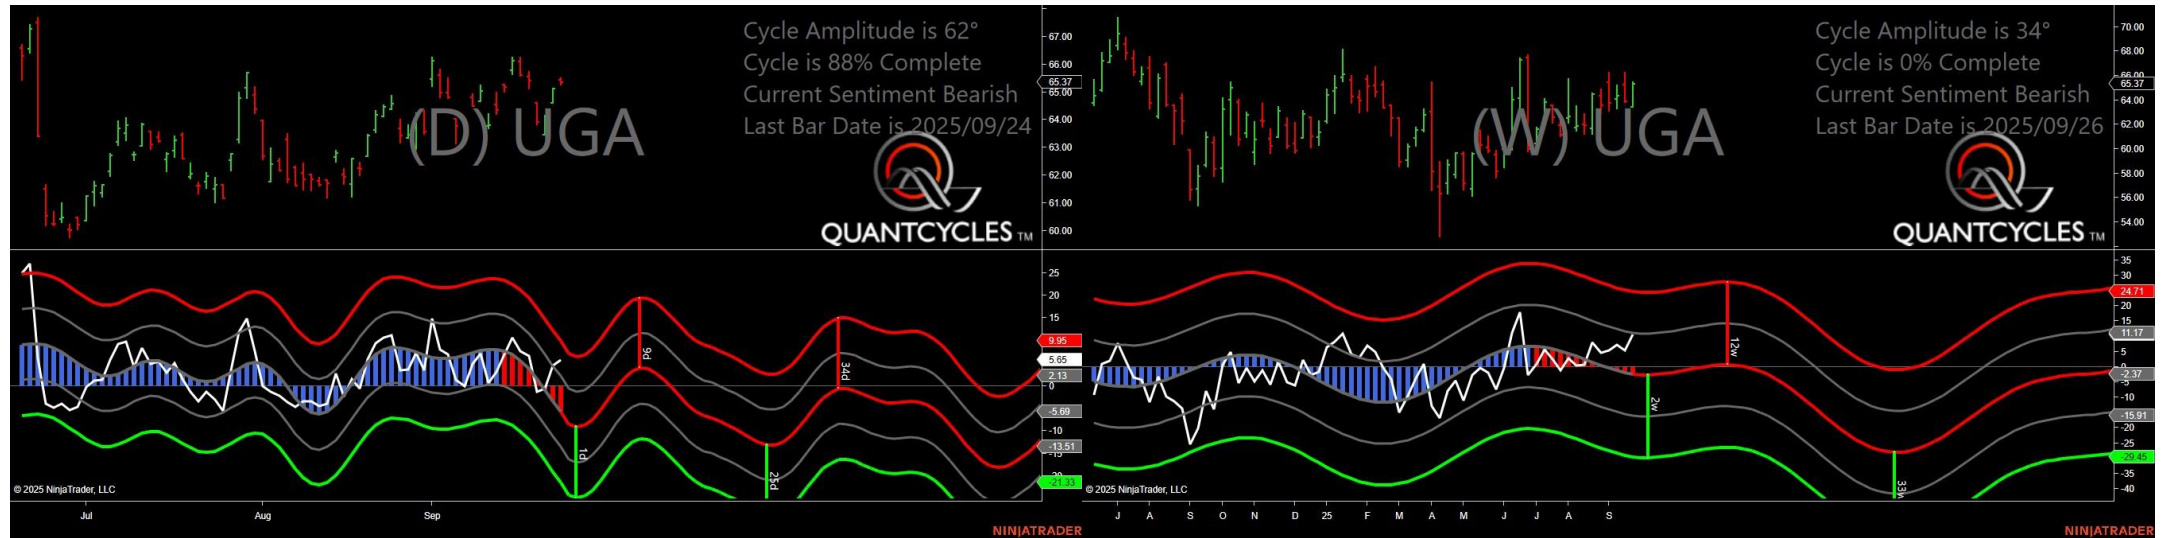 Cycle Amplitude is 62°
Cycle is 88% Complete
Current Sentiment Bearish
Last Bar Date is 2025/09/24
(D) UGA
QUANTCYCLES TM
67.00
66.00
65.37
65.00
64.00
63.00
62.00
61.00
60.00
25
20
15
9.95
5.65
2.13
0
-5.69
-10
-13.51
-15
-21.33
9d
34d
1d
25d
© 2025 NinjaTrader, LLC
Jul Aug Sep
NINJATRADER
Cycle Amplitude is 34°
Cycle is 0% Complete
Current Sentiment Bearish
Last Bar Date is 2025/09/26
(W) UGA
QUANTCYCLES TM
70.00
68.00
66.00
65.37
64.00
62.00
60.00
58.00
56.00
54.00
35
30
24.71
20
15
11.17
5
0
-2.37
-5
-10
-15.91
-20
-25
-29.45
-35
-40
12w
2w
33w
© 2025 NinjaTrader, LLC
J A S O N D 25 F M A M J J A S
NINJATRADER